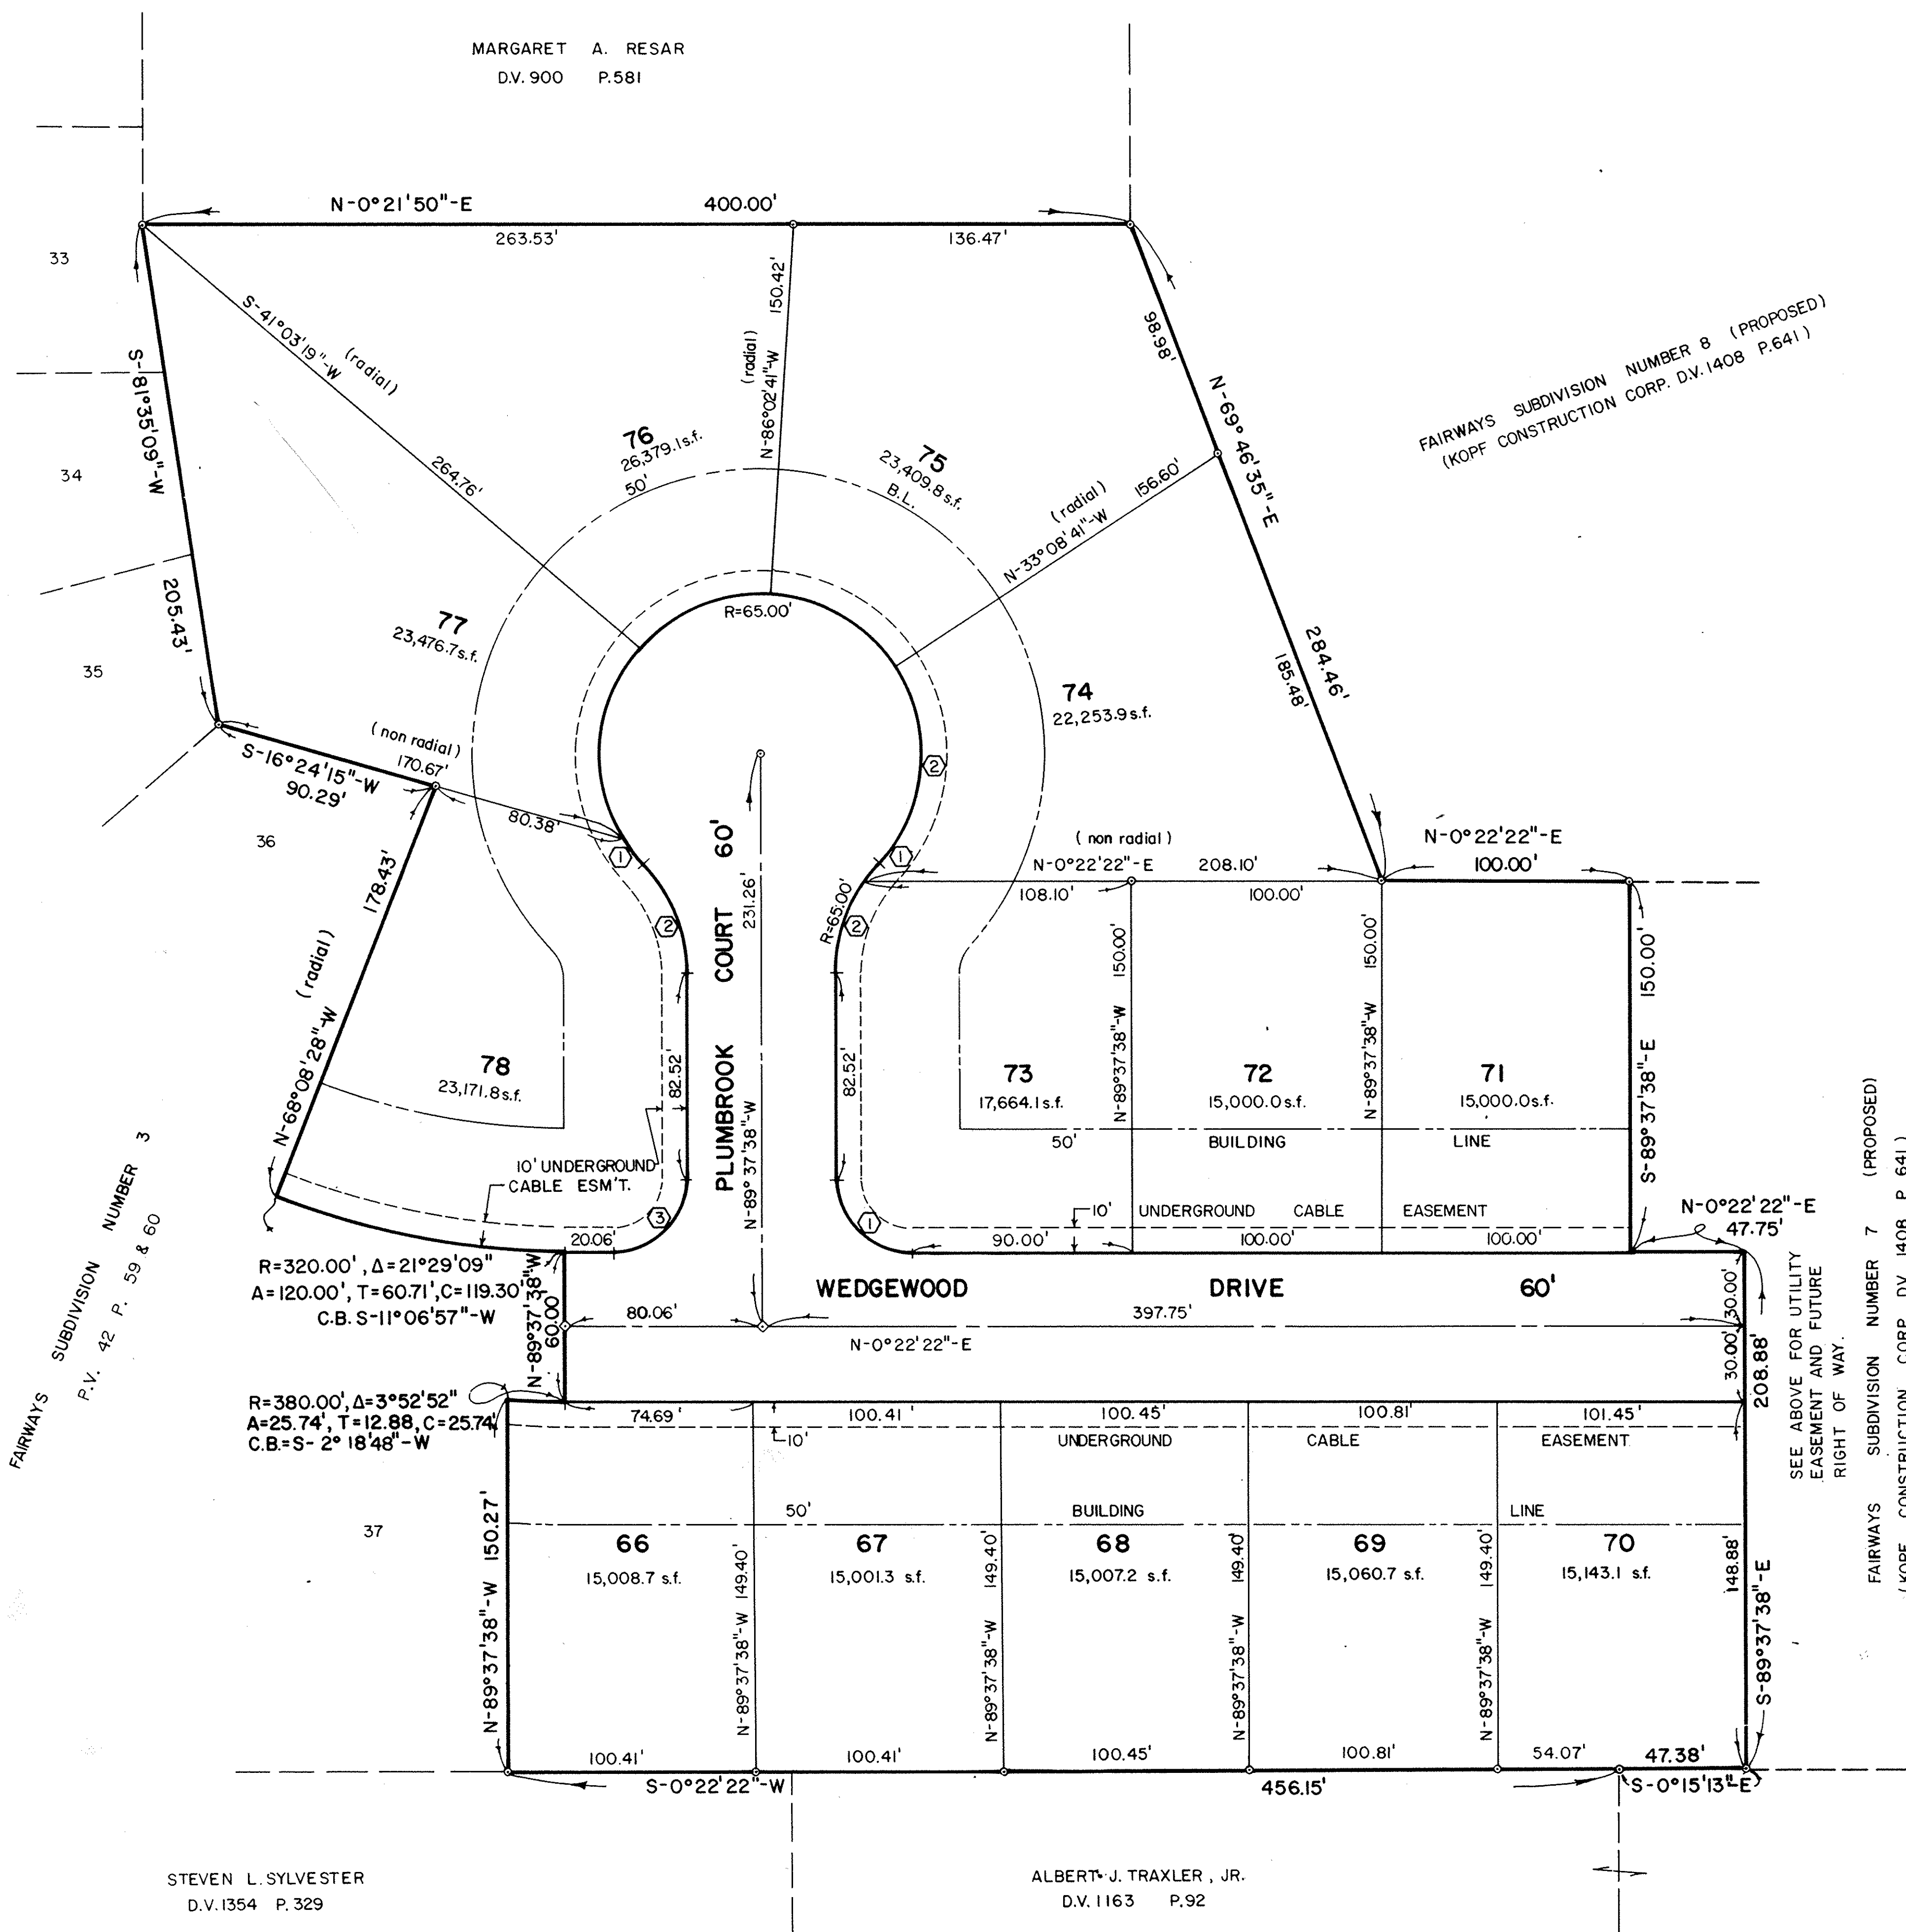 MARGARET A. RESAR
D.V. 900 P. 581
N-0°21'50"-E 400.00'
263.53' 136.47'
33
34
35
36
37
S-81°35'09"-W
205.43'
S-41°03'19"-W
(radial)
264.76'
(radial)
N-86°02'41"-W 150.42'
98.98'
N-69°46'35"-E
284.46'
185.48'
FAIRWAYS SUBDIVISION NUMBER 8 (PROPOSED)
(KOPF CONSTRUCTION CORP. D.V. 1408 P.641)
76
26,379.1 s.f.
50'
75
23,409.8 s.f.
B.L.
(radial)
N-33°08'41"-W 156.60'
R=65.00'
77
23,476.7 s.f.
74
22,253.9 s.f.
S-16°24'15"-W
90.29'
(non radial)
170.67'
80.38'
1
2
2
1
2
3
1
R=65.00'
PLUMBROOK COURT 60'
N-89°37'38"-W 231.26'
82.52'
82.52'
178.43'
(radial)
N-68°08'28"-W
78
23,171.8 s.f.
10' UNDERGROUND
CABLE ESM'T.
(non radial)
N-0°22'22"-E 208.10'
108.10' 100.00'
N-0°22'22"-E
100.00'
N-89°37'38"-W 150.00'
N-89°37'38"-W 150.00'
S-89°37'38"-E 150.00'
73
17,664.1 s.f.
72
15,000.0 s.f.
71
15,000.0 s.f.
50' BUILDING LINE
10' UNDERGROUND CABLE EASEMENT
20.06' 90.00' 100.00' 100.00'
N-0°22'22"-E
47.75'
R=320.00', Δ=21°29'09"
A=120.00', T=60.71', C=119.30'
C.B. S-11°06'57"-W
N-89°37'38"-W
60.00'
WEDGEWOOD DRIVE 60'
80.06' 397.75'
N-0°22'22"-E
30.00' 30.00'
208.88'
SEE ABOVE FOR UTILITY
EASEMENT AND FUTURE
RIGHT OF WAY.
FAIRWAYS SUBDIVISION NUMBER 7 (PROPOSED)
(KOPF CONSTRUCTION CORP. D.V. 1408 P. 641)
FAIRWAYS SUBDIVISION NUMBER 3
P.V. 42 P. 59 & 60
R=380.00', Δ=3°52'52"
A=25.74', T=12.88, C=25.74'
C.B.=S-2°18'48"-W
74.69' 100.41' 100.45' 100.81' 101.45'
10' UNDERGROUND CABLE EASEMENT
50' BUILDING LINE
66
15,008.7 s.f.
67
15,001.3 s.f.
68
15,007.2 s.f.
69
15,060.7 s.f.
70
15,143.1 s.f.
N-89°37'38"-W 150.27'
N-89°37'38"-W 149.40'
N-89°37'38"-W 149.40'
N-89°37'38"-W 149.40'
N-89°37'38"-W 149.40'
148.88'
S-89°37'38"-E
100.41' 100.41' 100.45' 100.81' 54.07' 47.38'
S-0°22'22"-W 456.15' S-0°15'13"-E
STEVEN L. SYLVESTER
D.V. 1354 P. 329
ALBERT J. TRAXLER, JR.
D.V. 1163 P. 92